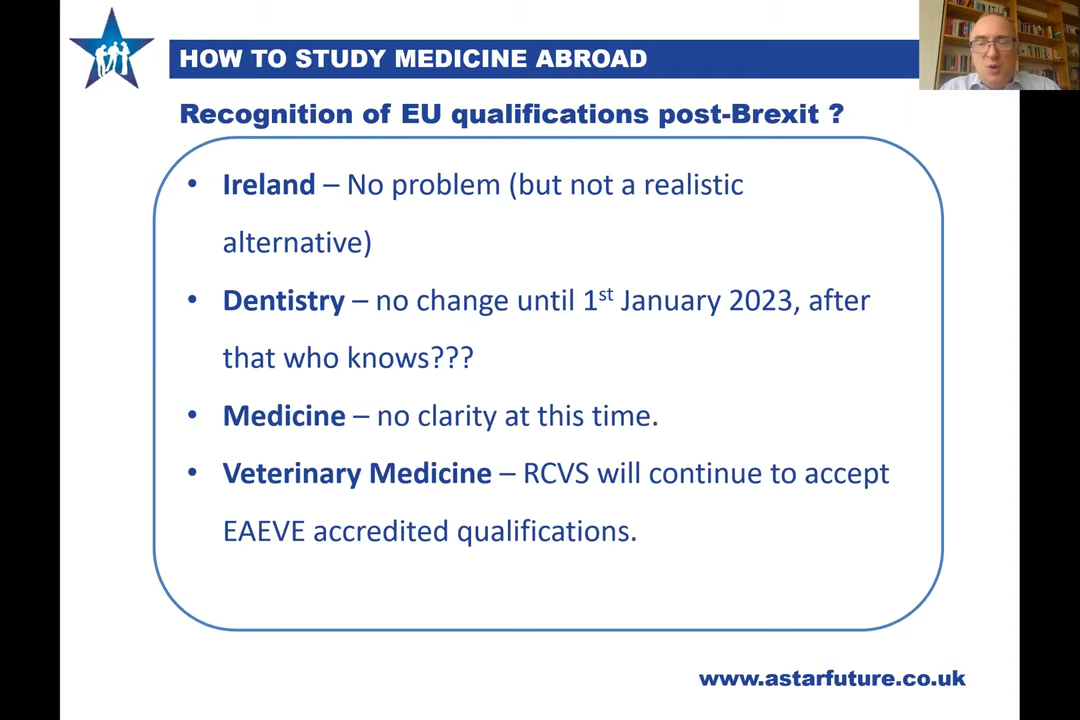 HOW TO STUDY MEDICINE ABROAD
Recognition of EU qualifications post-Brexit ?
• Ireland – No problem (but not a realistic
alternative)
• Dentistry – no change until 1st January 2023, after
that who knows???
• Medicine – no clarity at this time.
• Veterinary Medicine – RCVS will continue to accept
EAEVE accredited qualifications.
www.astarfuture.co.uk